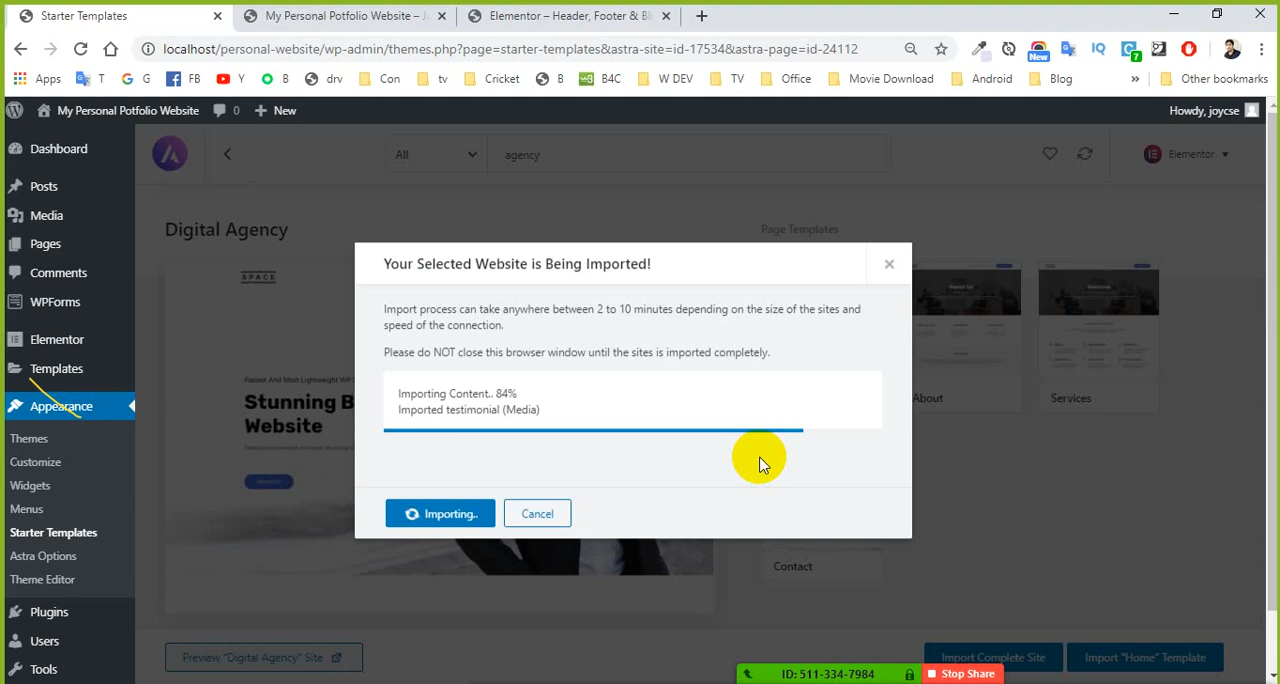 Starter Templates
My Personal Potfolio Website – J
Elementor – Header, Footer & Bl
localhost/personal-website/wp-admin/themes.php?page=starter-templates&astra-site=id-17534&astra-page=id-24112
New
7
Apps
T
G
FB
Y
B
drv
Con
tv
Cricket
B
B4C
W DEV
TV
Office
Movie Download
Android
Blog
»
Other bookmarks
My Personal Potfolio Website
0
New
Howdy, joycse
Dashboard
Posts
Media
Pages
Comments
WPForms
Elementor
Templates
Appearance
Themes
Customize
Widgets
Menus
Starter Templates
Astra Options
Theme Editor
Plugins
Users
Tools
All
agency
Elementor
Digital Agency
Page Templates
SPACE
Stunning B
Website
About
Services
Contact
Your Selected Website is Being Imported!
Import process can take anywhere between 2 to 10 minutes depending on the size of the sites and
speed of the connection.
Please do NOT close this browser window until the sites is imported completely.
Importing Content.. 84%
Imported testimonial (Media)
Importing..
Cancel
Preview "Digital Agency" Site
Import Complete Site
Import "Home" Template
ID: 511-334-7984
Stop Share